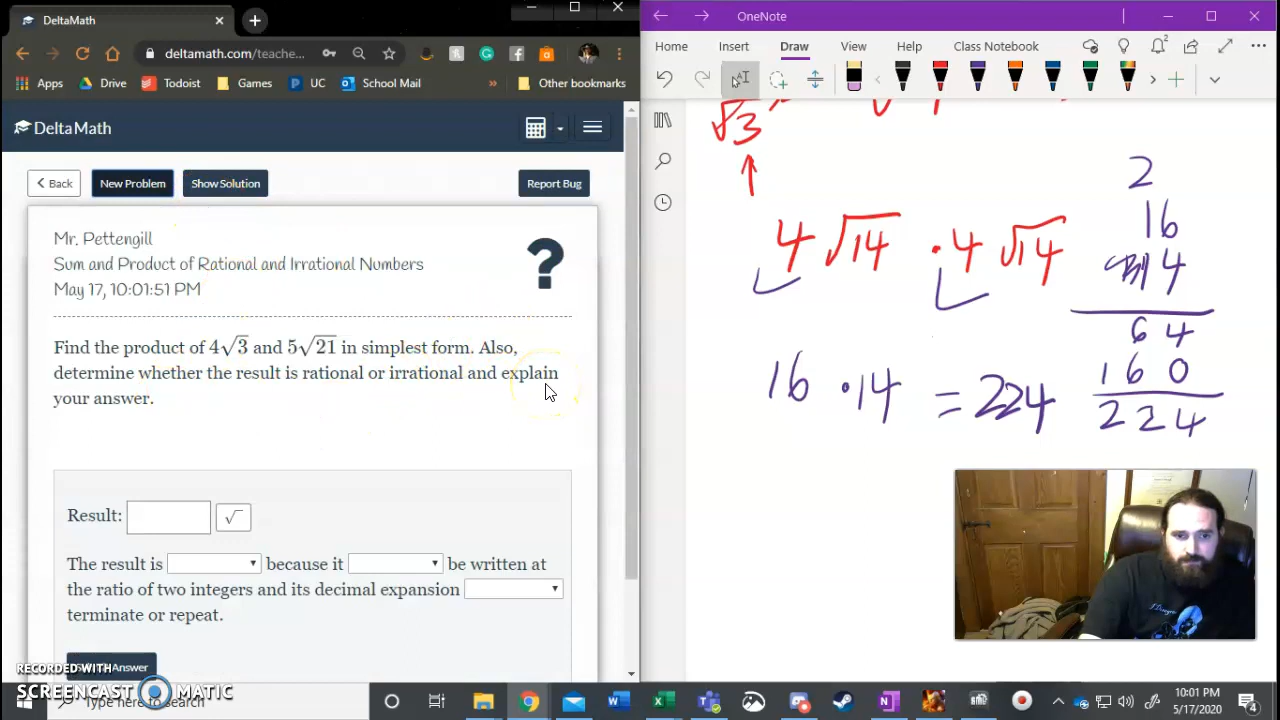 DeltaMath
deltamath.com/teache...
Apps
Drive
Todoist
Games
UC
School Mail
»
Other bookmarks
DeltaMath
< Back
New Problem
Show Solution
Report Bug
Mr. Pettengill
Sum and Product of Rational and Irrational Numbers
May 17, 10:01:51 PM
?
Find the product of 4√3 and 5√21 in simplest form. Also,
determine whether the result is rational or irrational and explain
your answer.
Result:
√
The result is
because it
be written at
the ratio of two integers and its decimal expansion
terminate or repeat.
Answer
RECORDED WITH
SCREENCAST MATIC
Type here to search
OneNote
Home
Insert
Draw
View
Help
Class Notebook
√3
4 √14 · 4 √14
16 · 14 = 224
2
16
14
64
160
224
10:01 PM
5/17/2020
4